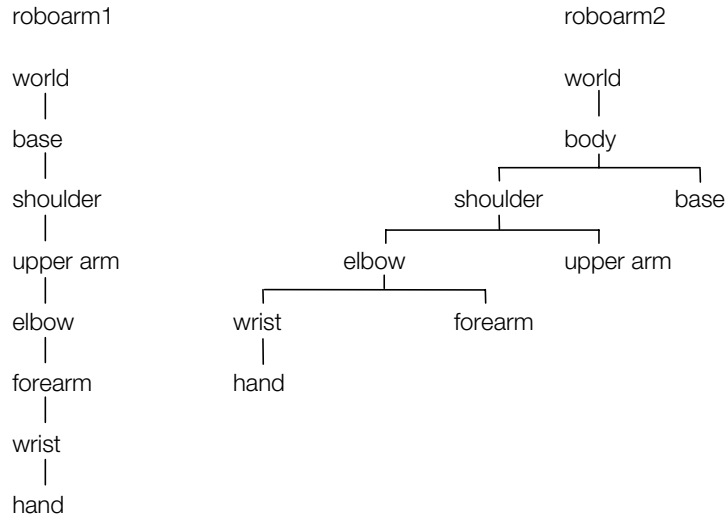 roboarm1
world
base
shoulder
upper arm
elbow
forearm
wrist
hand
roboarm2
world
body
shoulder base
elbow upper arm
wrist forearm
hand